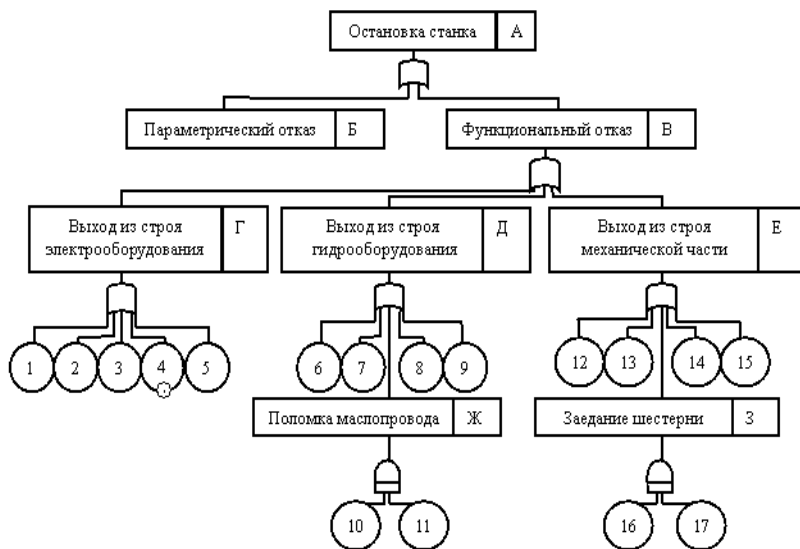 Остановка станка А
Параметрический отказ Б
Функциональный отказ В
Выход из строя
электрооборудования Г
Выход из строя
гидрооборудования Д
Выход из строя
механической части Е
1 2 3 4 5
6 7 8 9
12 13 14 15
Поломка маслопровода Ж
Заедание шестерни З
10 11
16 17